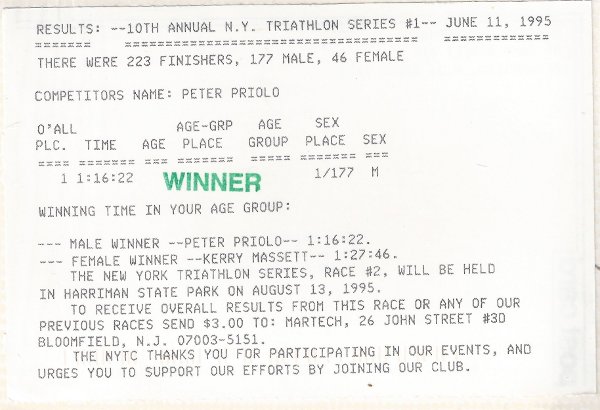 RESULTS: --10TH ANNUAL N.Y. TRIATHLON SERIES #1-- JUNE 11, 1995
THERE WERE 223 FINISHERS, 177 MALE, 46 FEMALE
COMPETITORS NAME: PETER PRIOLO
O'ALL AGE-GRP AGE SEX
PLC. TIME AGE PLACE GROUP PLACE SEX
1 1:16:22 WINNER 1/177 M
WINNING TIME IN YOUR AGE GROUP:
--- MALE WINNER --PETER PRIOLO-- 1:16:22.
--- FEMALE WINNER --KERRY MASSETT-- 1:27:46.
THE NEW YORK TRIATHLON SERIES, RACE #2, WILL BE HELD
IN HARRIMAN STATE PARK ON AUGUST 13, 1995.
TO RECEIVE OVERALL RESULTS FROM THIS RACE OR ANY OF OUR
PREVIOUS RACES SEND $3.00 TO: MARTECH, 26 JOHN STREET #3D
BLOOMFIELD, N.J. 07003-5151.
THE NYTC THANKS YOU FOR PARTICIPATING IN OUR EVENTS, AND
URGES YOU TO SUPPORT OUR EFFORTS BY JOINING OUR CLUB.